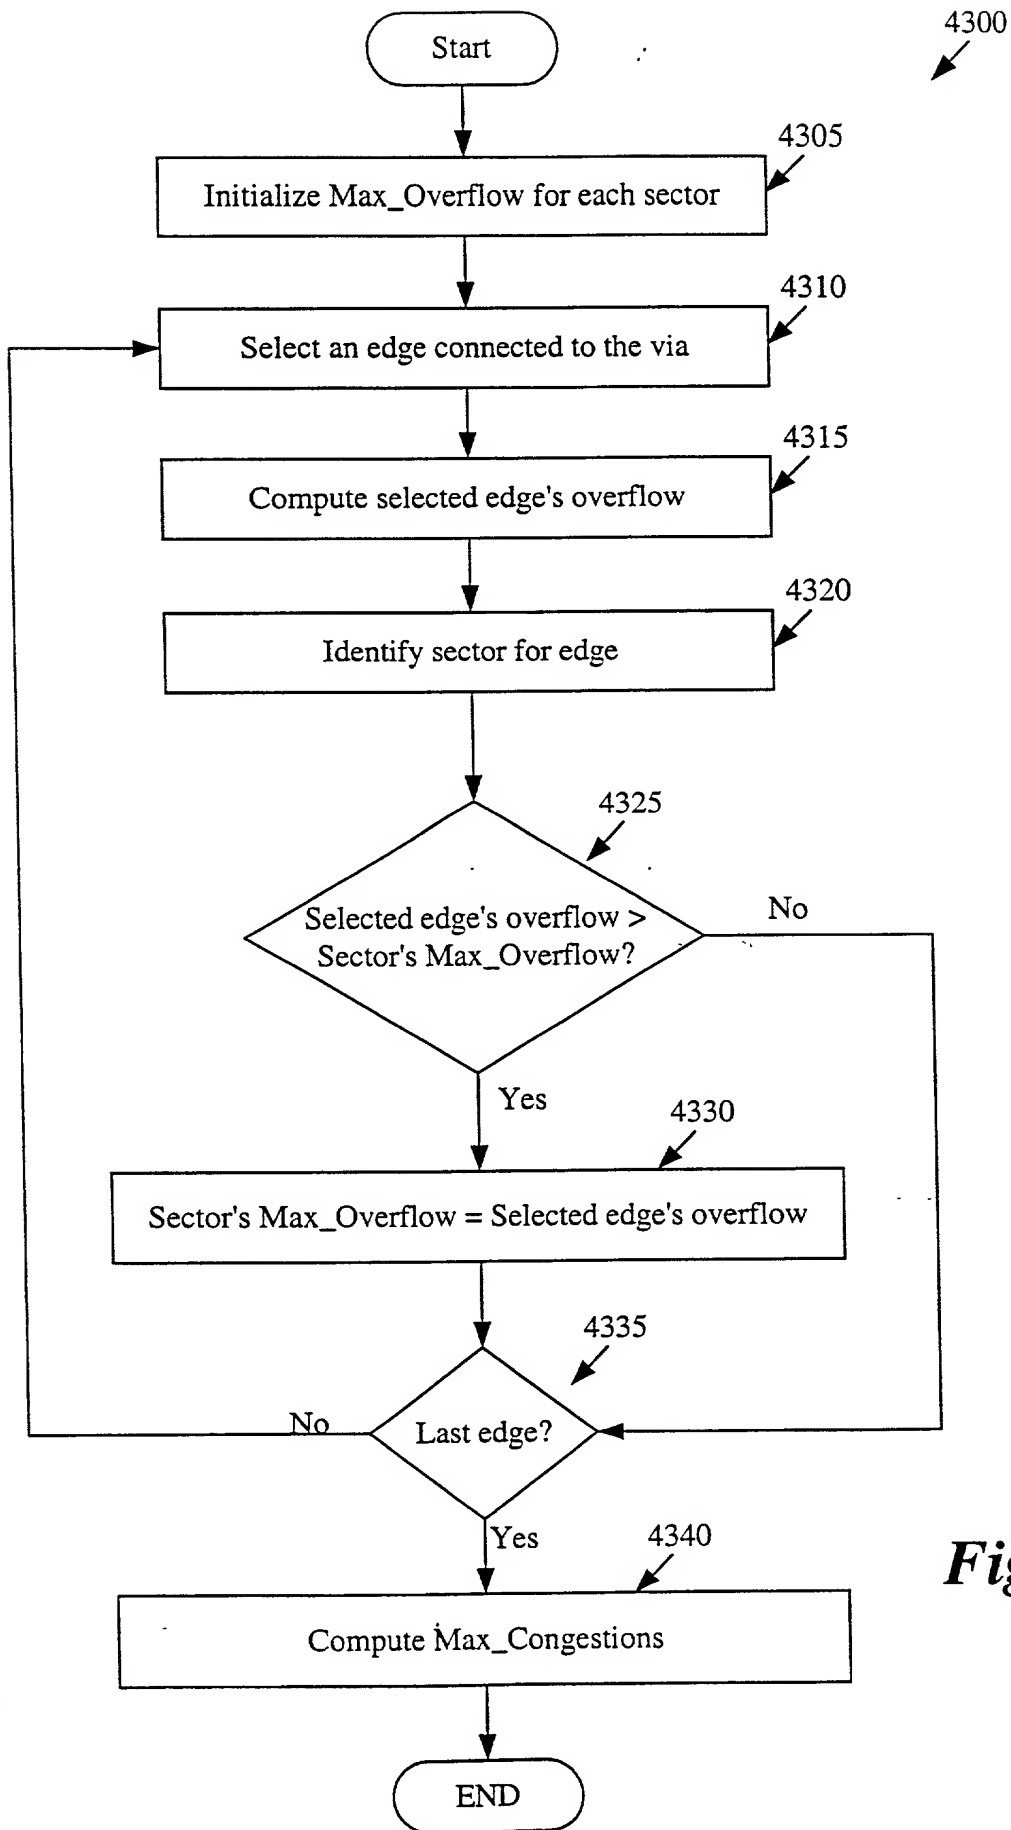 4300
Start
4305
Initialize Max_Overflow for each sector
4310
Select an edge connected to the via
4315
Compute selected edge's overflow
4320
Identify sector for edge
4325
Selected edge's overflow >
Sector's Max_Overflow?
No
Yes
4330
Sector's Max_Overflow = Selected edge's overflow
4335
Last edge?
No
Yes
4340
Compute Max_Congestions
END